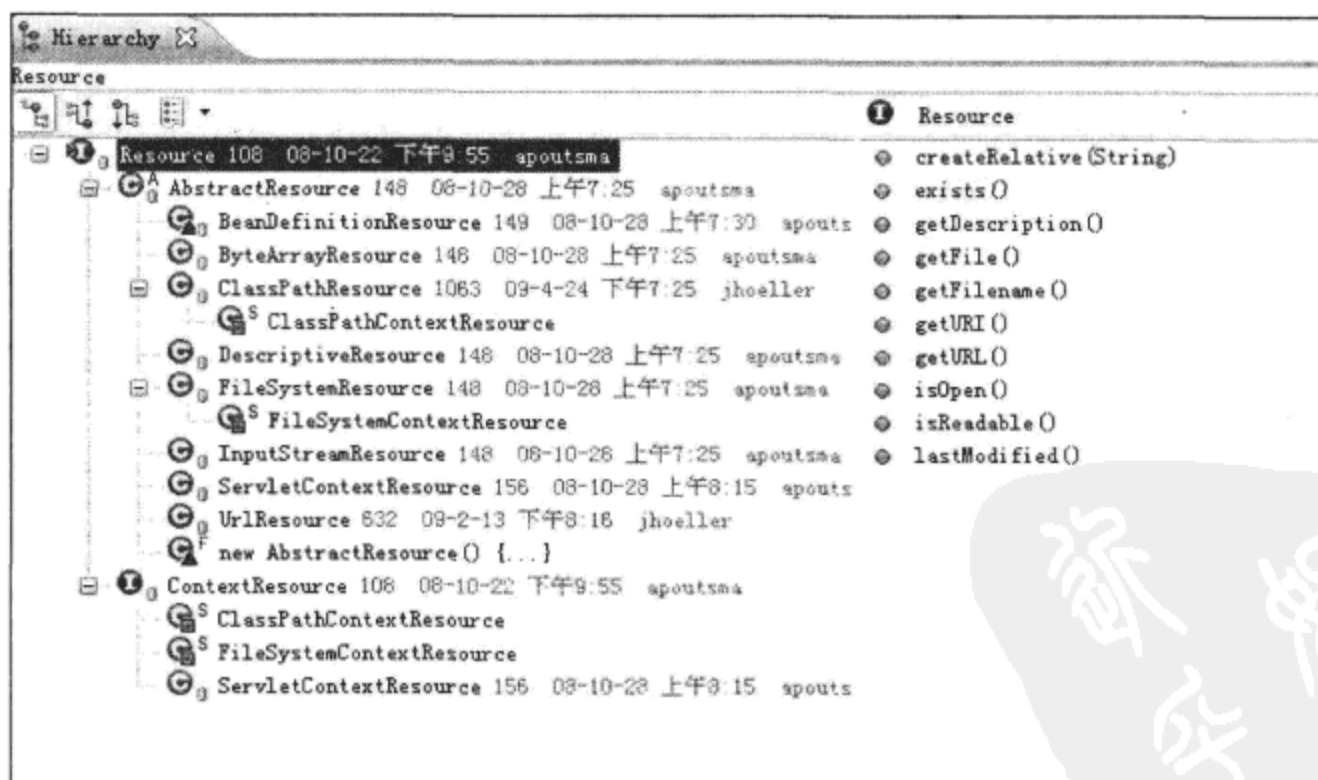 Hierarchy
Resource
Resource 108 08-10-22 下午9:55 apoutsma
AbstractResource 148 08-10-28 上午7:25 apoutsma
BeanDefinitionResource 149 08-10-28 上午7:30 apouts
ByteArrayResource 148 08-10-28 上午7:25 apoutsma
ClassPathResource 1063 09-4-24 下午7:25 jhoeller
ClassPathContextResource
DescriptiveResource 148 08-10-28 上午7:25 apoutsma
FileSystemResource 148 08-10-28 上午7:25 apoutsma
FileSystemContextResource
InputStreamResource 148 08-10-28 上午7:25 apoutsma
ServletContextResource 156 08-10-28 上午8:15 apouts
UrlResource 632 09-2-13 下午8:16 jhoeller
new AbstractResource() {...}
ContextResource 108 08-10-22 下午9:55 apoutsma
ClassPathContextResource
FileSystemContextResource
ServletContextResource 156 08-10-28 上午8:15 apouts
Resource
createRelative(String)
exists()
getDescription()
getFile()
getFilename()
getURI()
getURL()
isOpen()
isReadable()
lastModified()